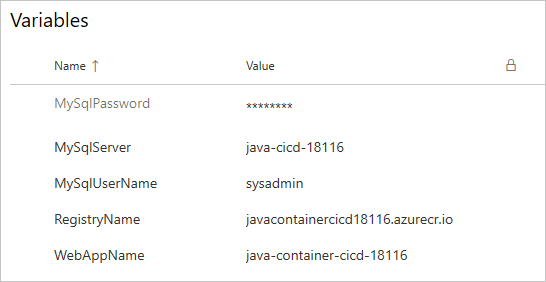 Variables
Name ↑ Value
MySqlPassword ********
MySqlServer java-cicd-18116
MySqlUserName sysadmin
RegistryName javacontainercicd18116.azurecr.io
WebAppName java-container-cicd-18116